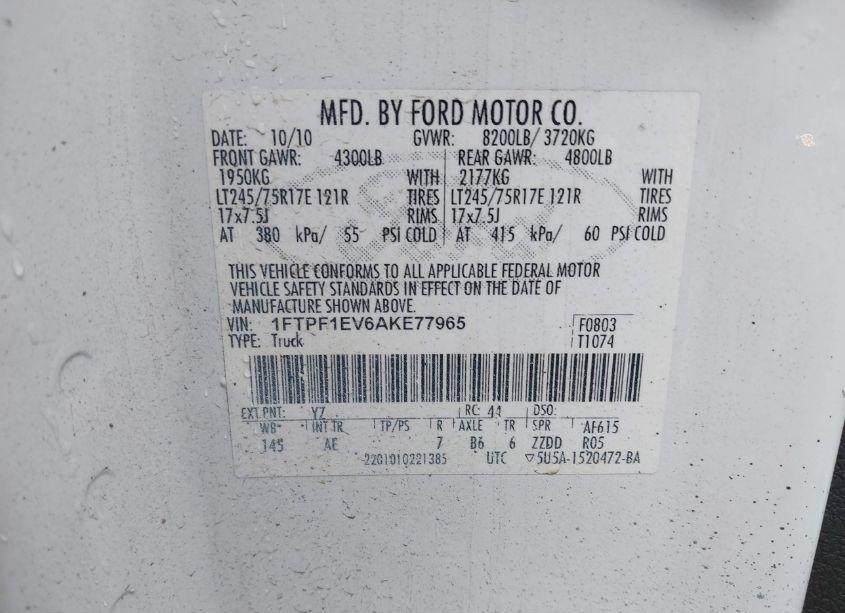 MFD. BY FORD MOTOR CO.
DATE: 10/10 GVWR: 8200LB/ 3720KG
FRONT GAWR: 4300LB REAR GAWR: 4800LB
1950KG WITH 2177KG WITH
LT245/75R17E 121R TIRES LT245/75R17E 121R TIRES
17x7.5J RIMS 17x7.5J RIMS
AT 380 kPa/ 55 PSI COLD AT 415 kPa/ 60 PSI COLD
THIS VEHICLE CONFORMS TO ALL APPLICABLE FEDERAL MOTOR
VEHICLE SAFETY STANDARDS IN EFFECT ON THE DATE OF
MANUFACTURE SHOWN ABOVE.
VIN: 1FTPF1EV6AKE77965 F0803
TYPE: Truck T1074
EXT PNT: YZ RC: 44 DSO:
WB INT TR TP/PS R AXLE TR SPR AF615
145 AE 7 B6 6 ZZDD R05
22G1010221385 UTC ▽5U5A-1520472-BA